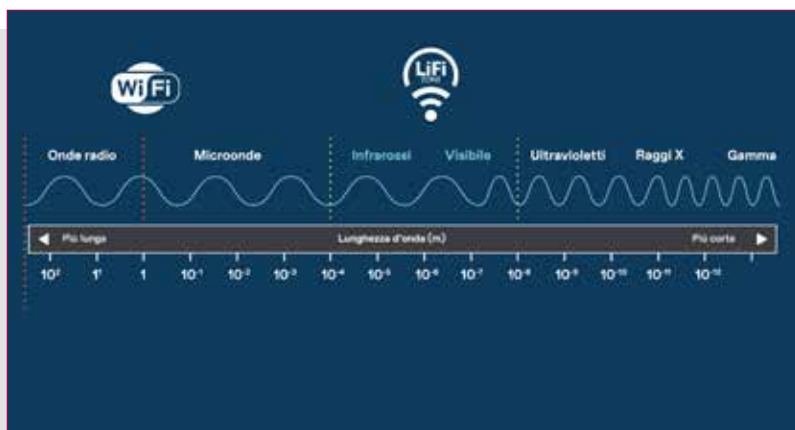 WiFi
LiFi
Onde radio Microonde Infrarossi Visibile Ultravioletti Raggi X Gamma
Più lunga Lunghezza d'onda (m) Più corta
10² 1¹ 1 10⁻¹ 10⁻² 10⁻³ 10⁻⁴ 10⁻⁵ 10⁻⁶ 10⁻⁷ 10⁻⁸ 10⁻⁹ 10⁻¹⁰ 10⁻¹¹ 10⁻¹²